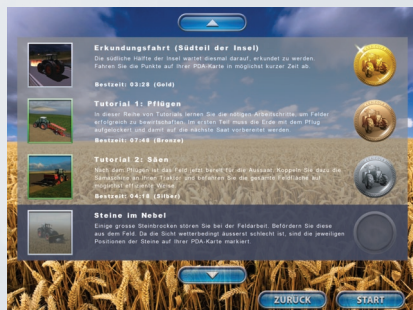 Erkundungsfahrt (Südteil der Insel)
Die südliche Hälfte der Insel wartet diesmal darauf, erkundet zu werden.
Fahren Sie die Punkte auf Ihrer PDA-Karte in möglichst kurzer Zeit ab.
Bestzeit: 03:28 (Gold)
Tutorial 1: Pflügen
In dieser Reihe von Tutorials lernen Sie die nötigen Arbeitschritte, um Felder
erfolgreich zu bewirtschaften. Im ersten Teil muss die Erde mit dem Pflug
aufgelockert und damit auf die nächste Saat vorbereitet werden.
Bestzeit: 07:48 (Bronze)
Tutorial 2: Säen
Nach dem Pflügen ist das Feld jetzt bereit für die Aussaat. Koppeln Sie dazu die
Sämaschine an Ihren Traktor und befahren Sie die gesamte Feldfläche auf
möglichst effiziente Weise.
Bestzeit: 04:18 (Silber)
Steine im Nebel
Einige grosse Steinbrocken stören Sie bei der Feldarbeit. Befördern Sie diese
aus dem Feld. Da die Sicht wetterbedingt äusserst schlecht ist, sind die jeweiligen
Positionen der Steine auf Ihrer PDA-Karte markiert.
ZURÜCK
START